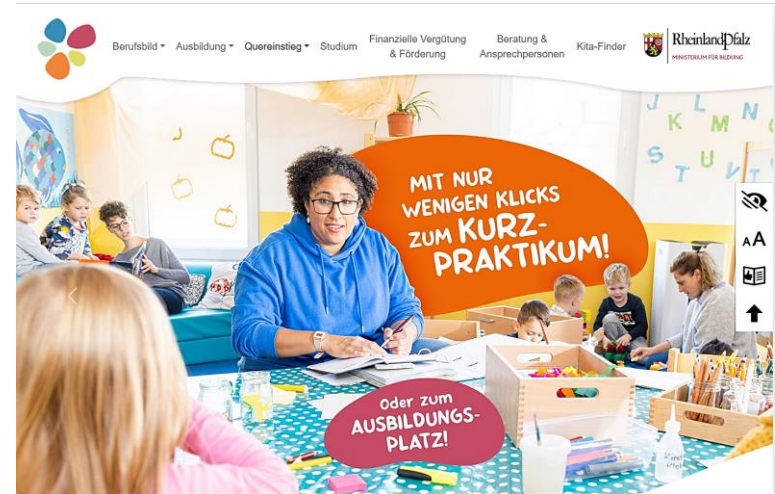 Berufsbild
Ausbildung
Quereinstieg
Studium
Finanzielle Vergütung
& Förderung
Beratung &
Ansprechpersonen
Kita-Finder
RheinlandPfalz
MINISTERIUM FÜR BILDUNG
J L M N
K
S T U V
MIT NUR
WENIGEN KLICKS
ZUM KURZ-
PRAKTIKUM!
AA
Oder zum
AUSBILDUNGS-
PLATZ!